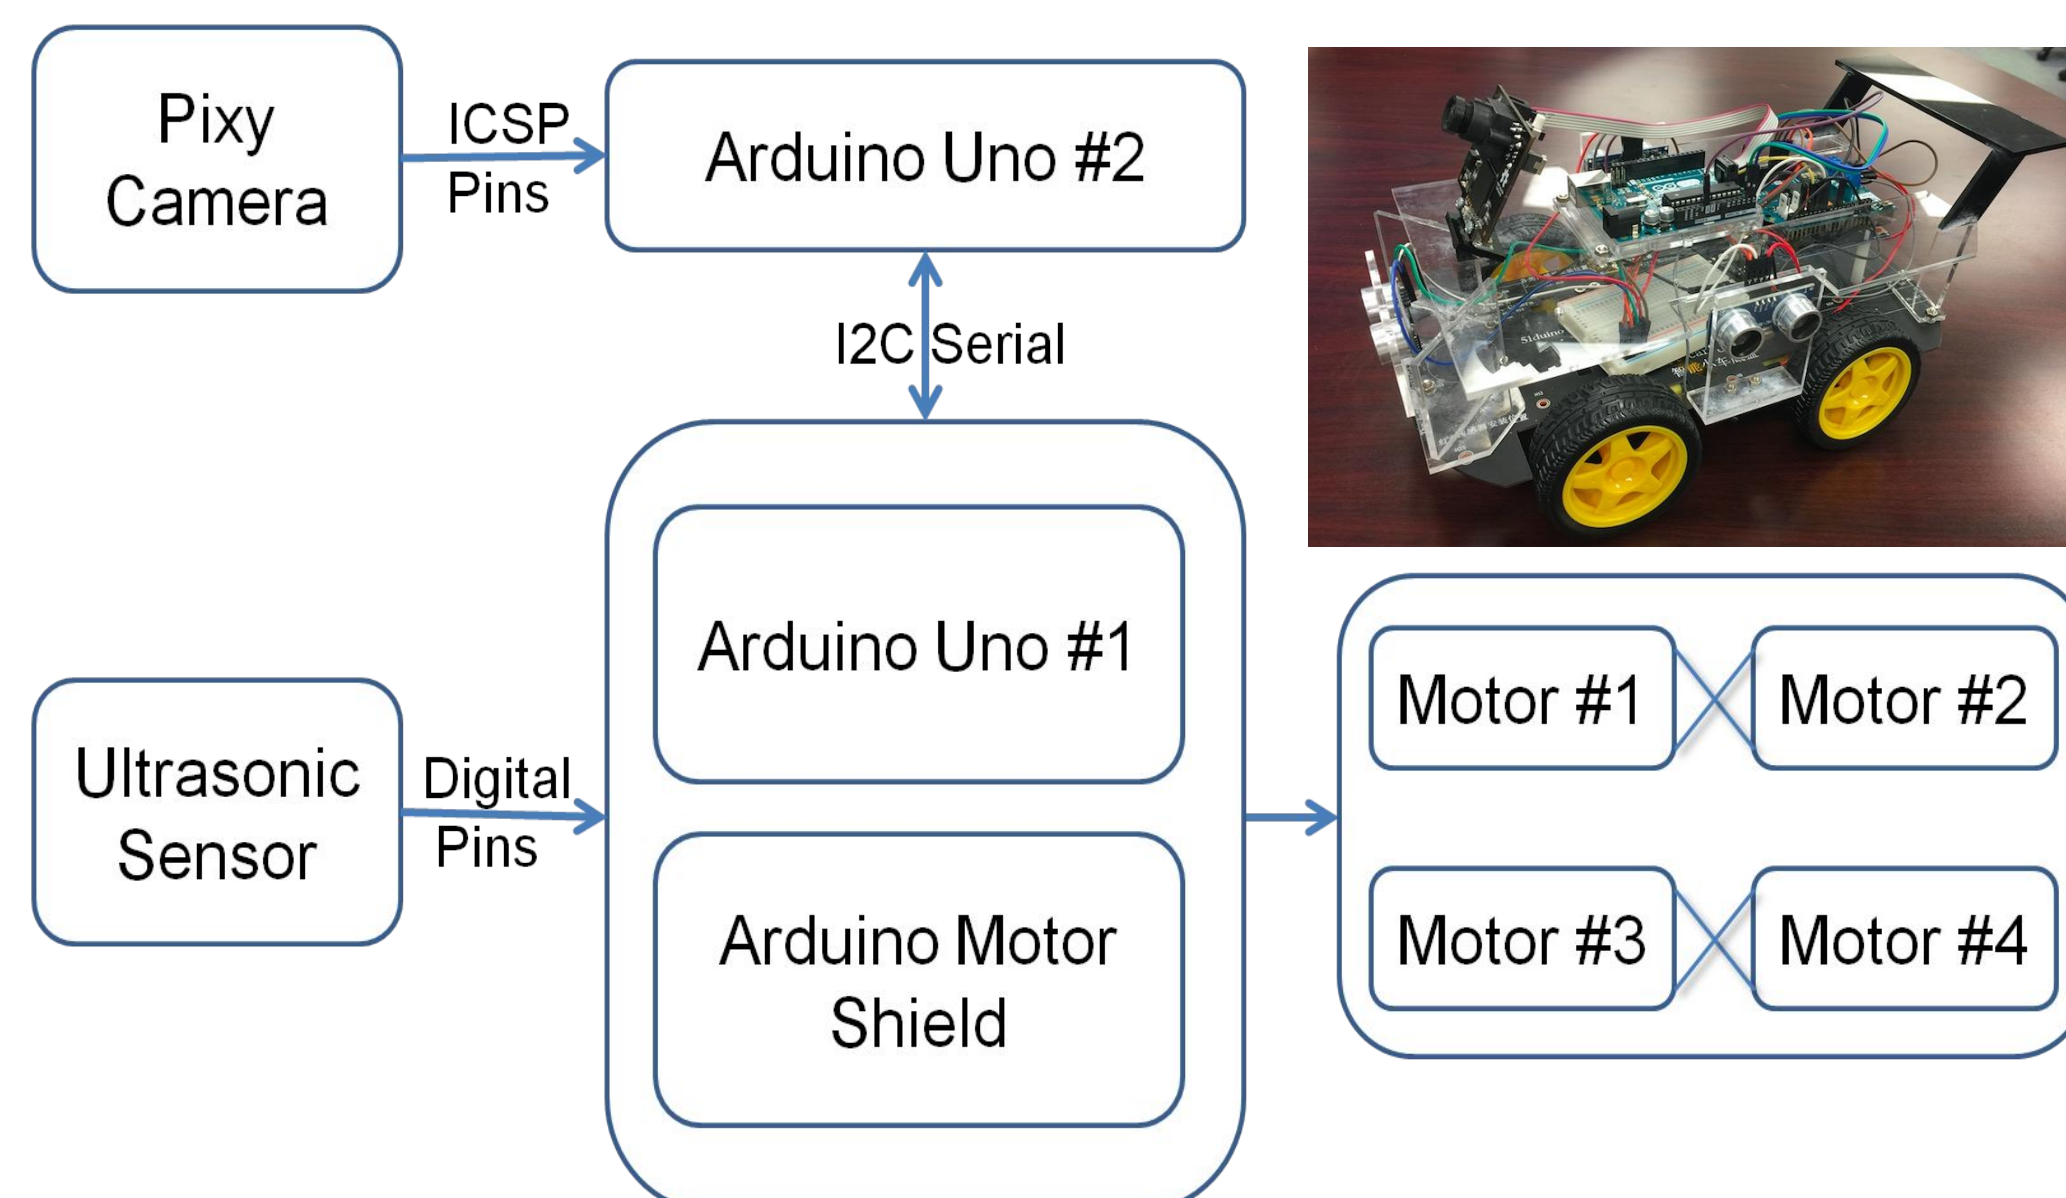 Pixy
Camera
ICSP
Pins
Arduino Uno #2
I2C Serial
Arduino Uno #1
Ultrasonic
Sensor
Digital
Pins
Arduino Motor
Shield
Motor #1
Motor #2
Motor #3
Motor #4
51duino